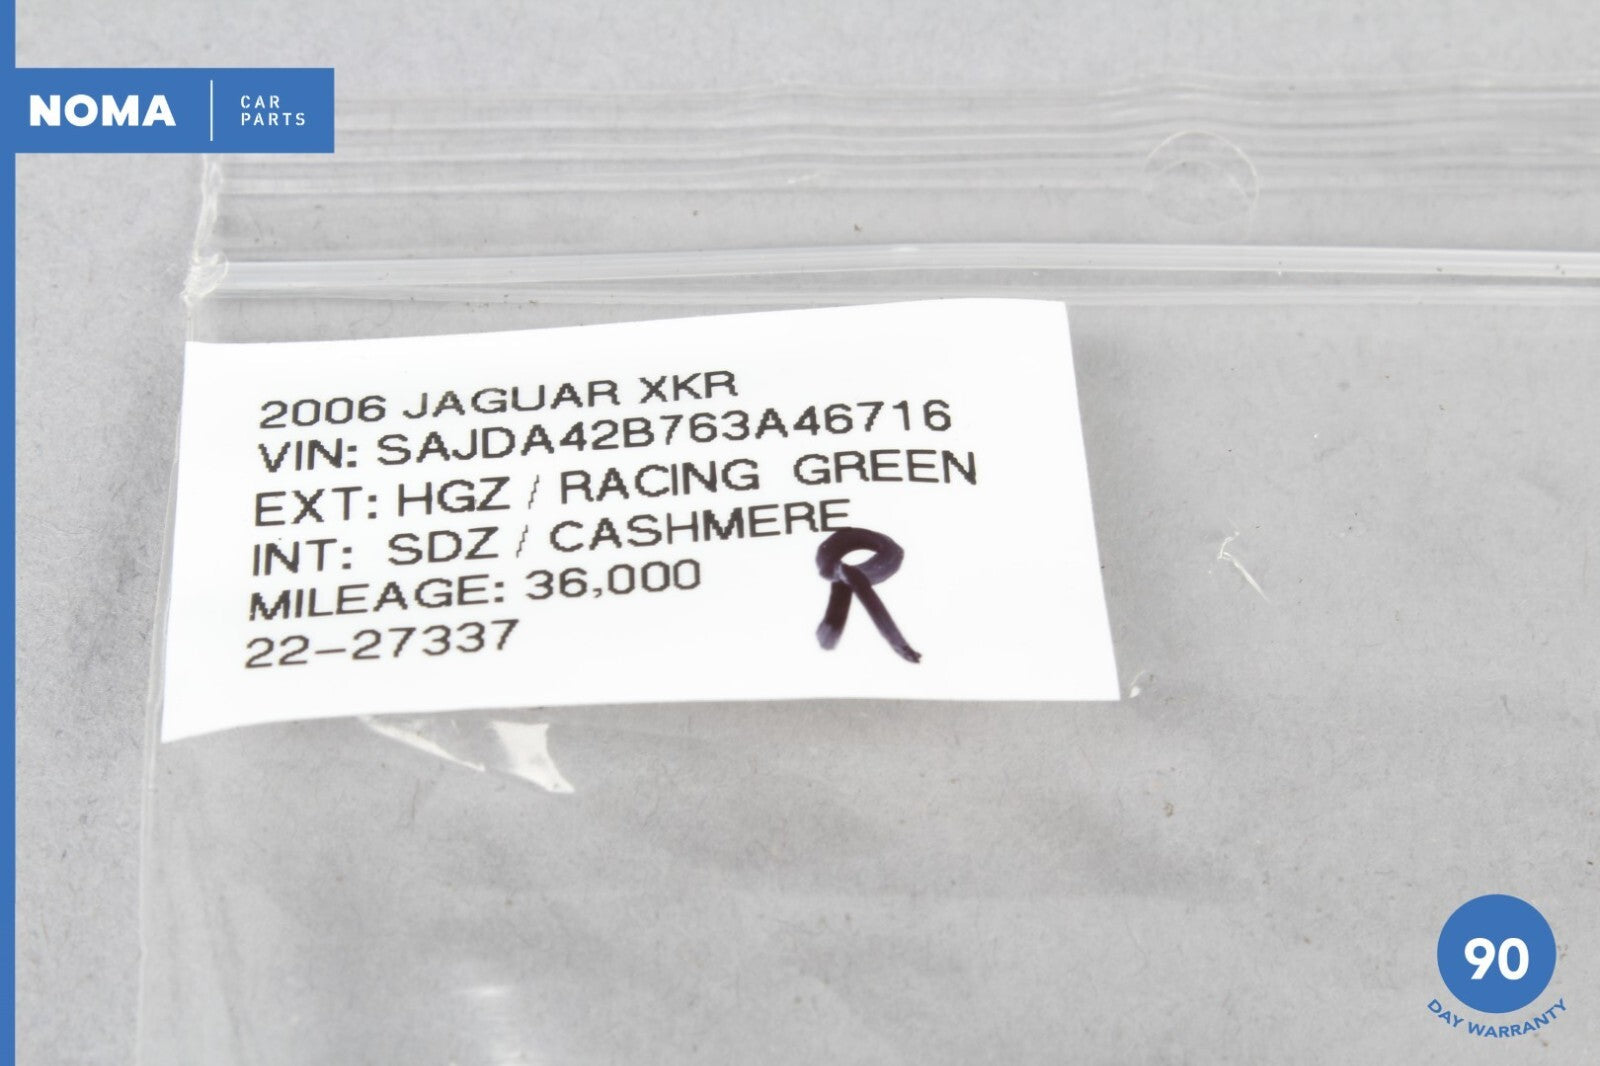 NOMA
CAR
PARTS
2006 JAGUAR XKR
VIN: SAJDA42B763A46716
EXT: HGZ / RACING GREEN
INT: SDZ / CASHMERE
MILEAGE: 36,000
22-27337
R
90
DAY WARRANTY